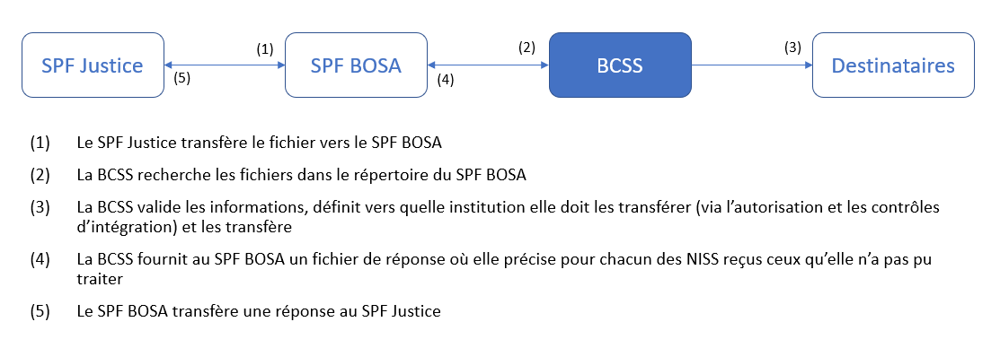 (1)
(2)
(3)
SPF Justice
SPF BOSA
BCSS
Destinataires
(5)
(4)
(1) Le SPF Justice transfère le fichier vers le SPF BOSA
(2) La BCSS recherche les fichiers dans le répertoire du SPF BOSA
(3) La BCSS valide les informations, définit vers quelle institution elle doit les transférer (via l’autorisation et les contrôles
d’intégration) et les transfère
(4) La BCSS fournit au SPF BOSA un fichier de réponse où elle précise pour chacun des NISS reçus ceux qu’elle n’a pas pu
traiter
(5) Le SPF BOSA transfère une réponse au SPF Justice